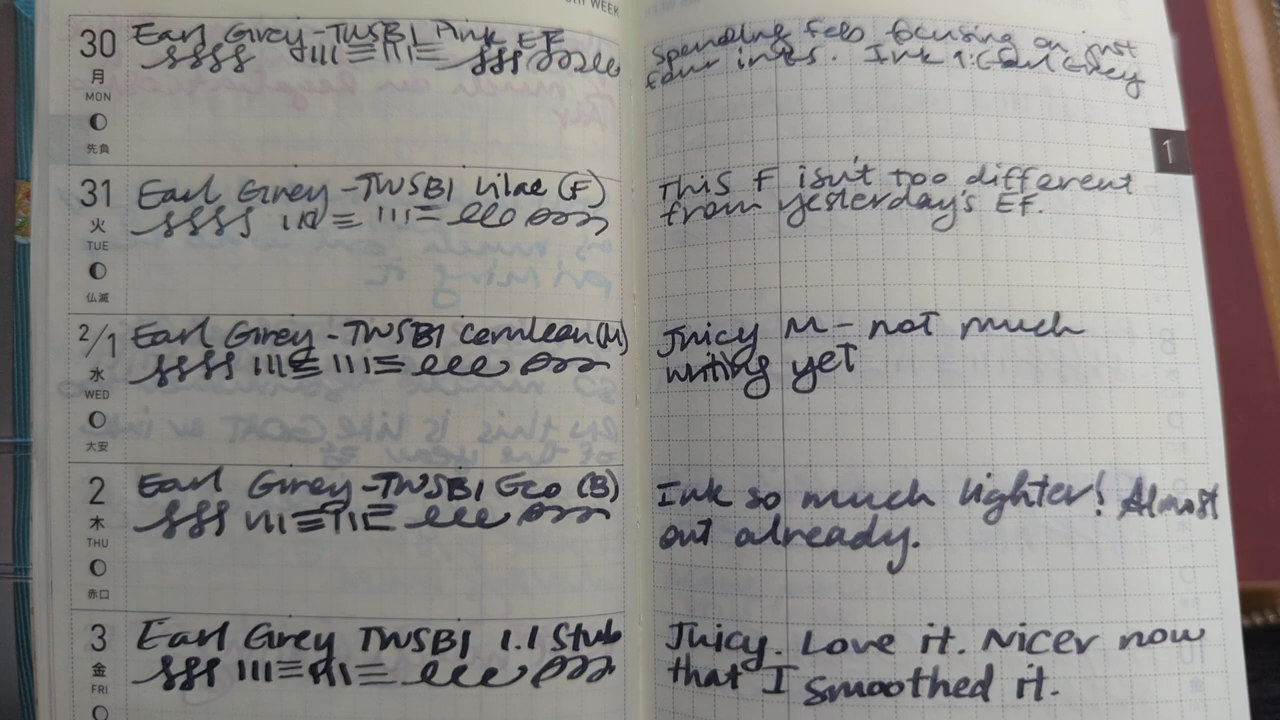 WEEK
30
月
MON
先負
Earl Grey-TWSBI Pink EF
Spending Feb focusing on just
four inks. Ink 1: Earl Grey
1
31
火
TUE
仏滅
Earl Grey-TWSBI Lilac (F)
This F isn't too different
from yesterday's EF.
2/1
水
WED
大安
Earl Grey-TWSBI Cerulean (M)
Juicy M - not much
writing yet
2
木
THU
赤口
Earl Grey-TWSBI Eco (B)
Ink so much lighter! Almost
out already.
3
金
FRI
Earl Grey TWSBI 1.1 Stub
Juicy. Love it. Nicer now
that I smoothed it.